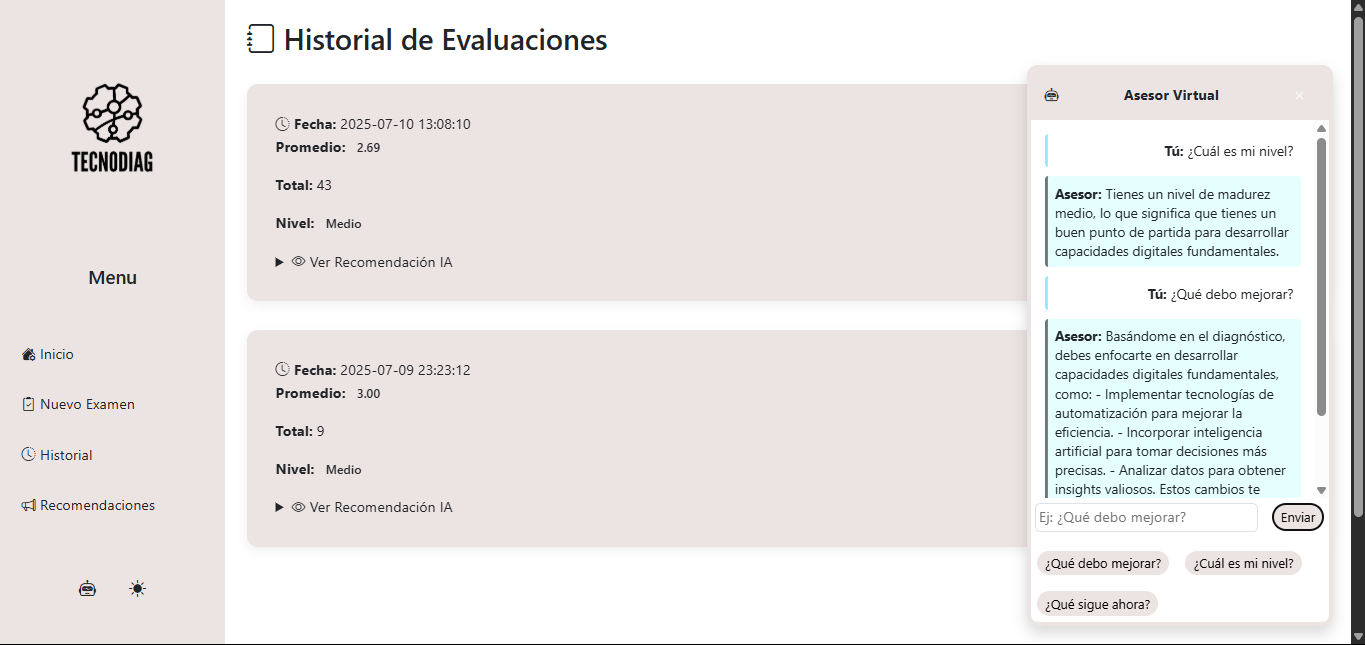 TECNODIAG
Menu
Inicio
Nuevo Examen
Historial
Recomendaciones
Historial de Evaluaciones
Fecha: 2025-07-10 13:08:10
Promedio: 2.69
Total: 43
Nivel: Medio
Ver Recomendación IA
Fecha: 2025-07-09 23:23:12
Promedio: 3.00
Total: 9
Nivel: Medio
Ver Recomendación IA
Asesor Virtual
×
Tú: ¿Cuál es mi nivel?
Asesor: Tienes un nivel de madurez
medio, lo que significa que tienes un
buen punto de partida para desarrollar
capacidades digitales fundamentales.
Tú: ¿Qué debo mejorar?
Asesor: Basándome en el diagnóstico,
debes enfocarte en desarrollar
capacidades digitales fundamentales,
como: - Implementar tecnologías de
automatización para mejorar la
eficiencia. - Incorporar inteligencia
artificial para tomar decisiones más
precisas. - Analizar datos para obtener
insights valiosos. Estos cambios te
Ej: ¿Qué debo mejorar?
Enviar
¿Qué debo mejorar?
¿Cuál es mi nivel?
¿Qué sigue ahora?